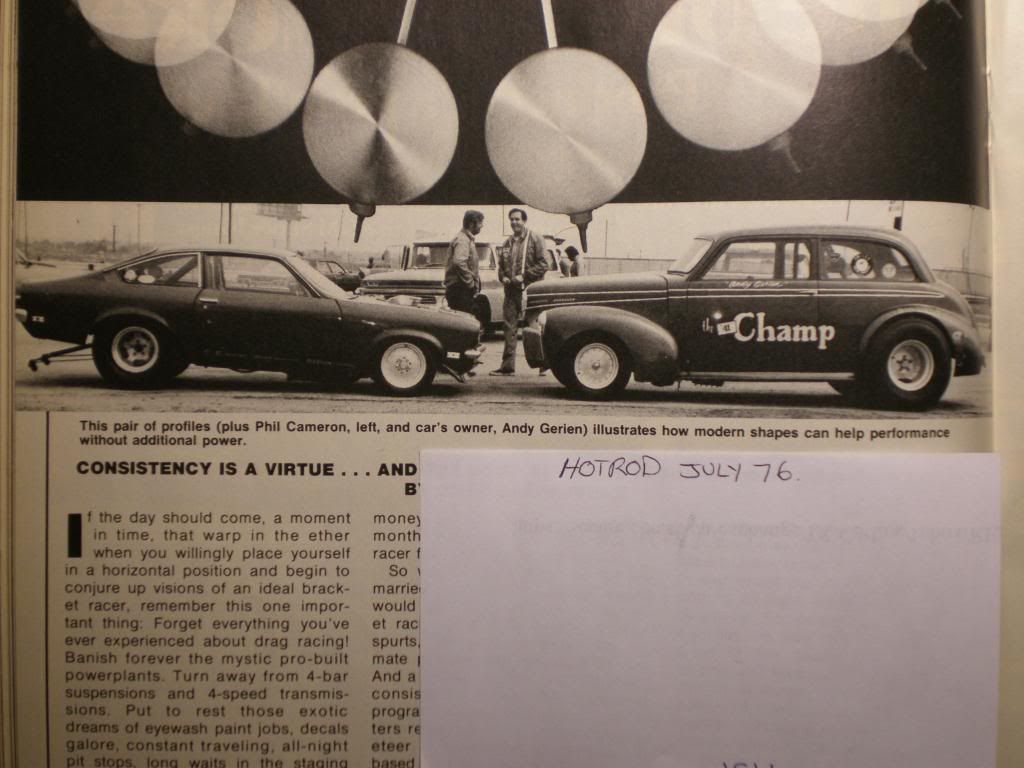 Andy Gerien
the Champ
This pair of profiles (plus Phil Cameron, left, and car's owner, Andy Gerien) illustrates how modern shapes can help performance
without additional power.
CONSISTENCY IS A VIRTUE . . . AND
B
HOTROD JULY 76.
If the day should come, a moment
in time, that warp in the ether
when you willingly place yourself
in a horizontal position and begin to
conjure up visions of an ideal brack-
et racer, remember this one impor-
tant thing: Forget everything you've
ever experienced about drag racing!
Banish forever the mystic pro-built
powerplants. Turn away from 4-bar
suspensions and 4-speed transmis-
sions. Put to rest those exotic
dreams of eyewash paint jobs, decals
galore, constant traveling, all-night
pit stops, long waits in the staging
money
month
racer f
So
marrie
would
et rac
spurts,
mate
And a
consis
progra
ters re
eteer
based